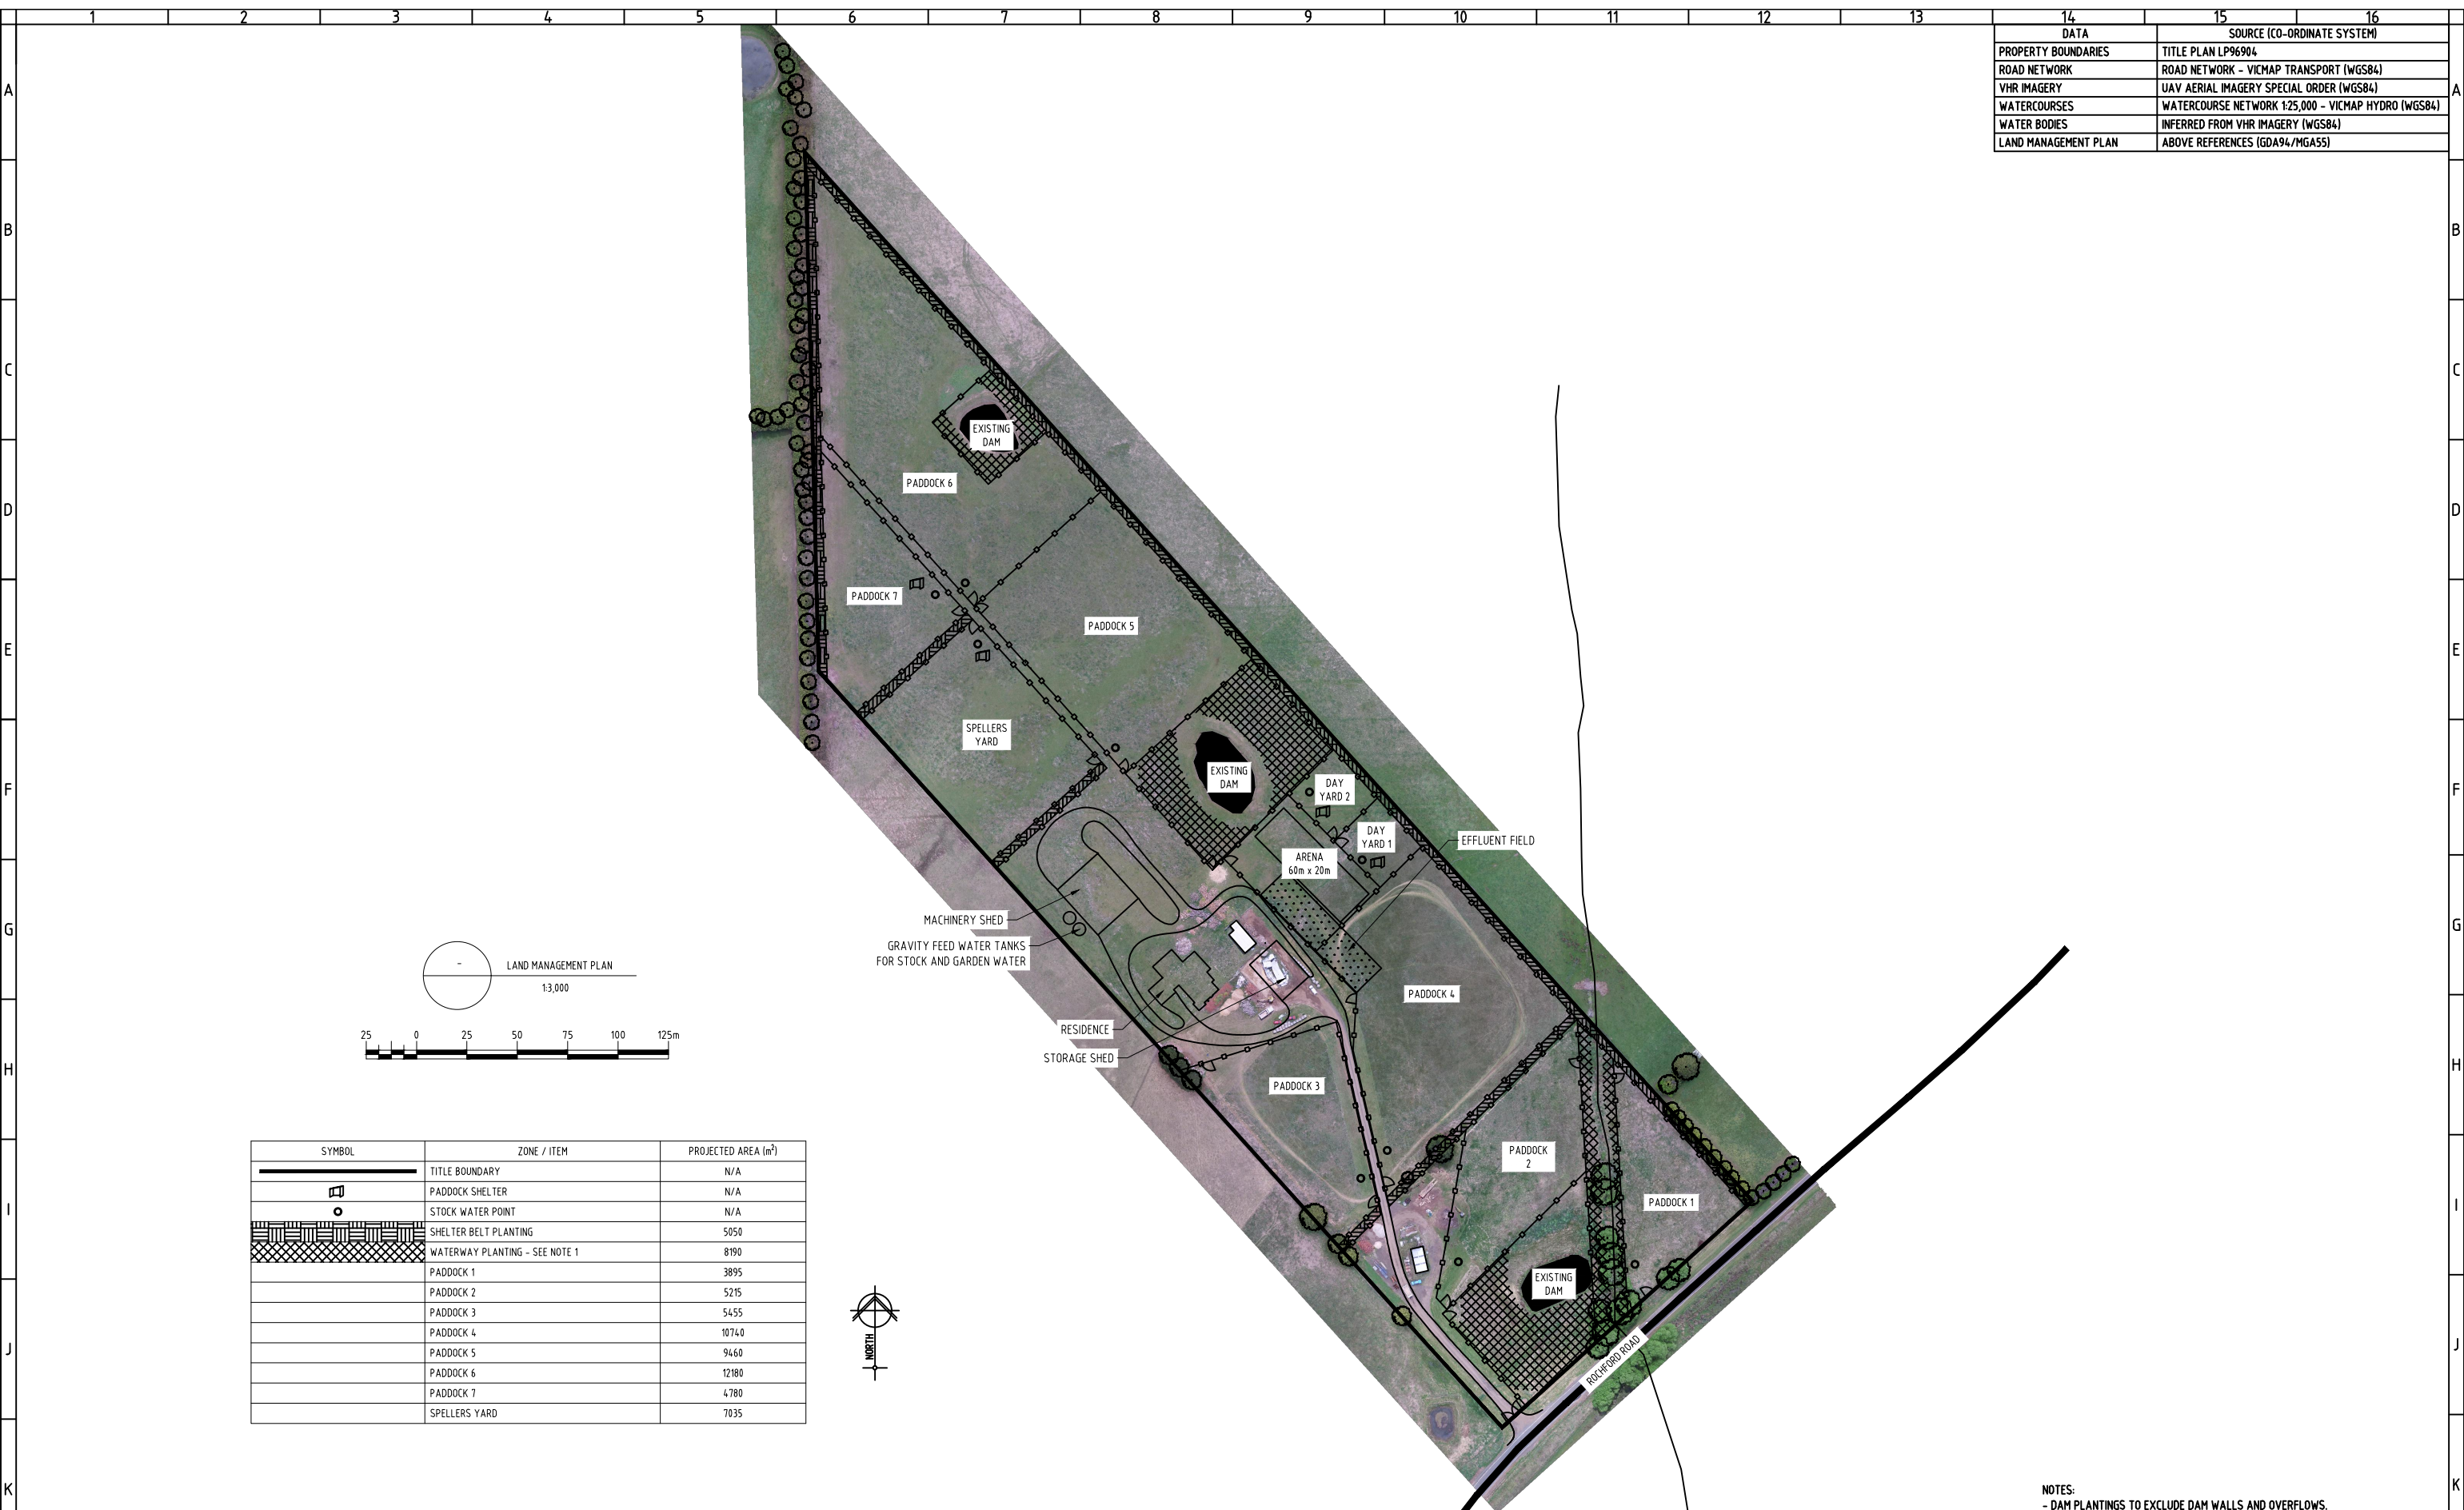 1 2 3 4 5 6 7 8 9 10 11 12 13 14 15 16
DATA SOURCE (CO-ORDINATE SYSTEM)
PROPERTY BOUNDARIES TITLE PLAN LP96904
ROAD NETWORK ROAD NETWORK - VICMAP TRANSPORT (WGS84)
VHR IMAGERY UAV AERIAL IMAGERY SPECIAL ORDER (WGS84)
WATERCOURSES WATERCOURSE NETWORK 1:25,000 - VICMAP HYDRO (WGS84)
WATER BODIES INFERRED FROM VHR IMAGERY (WGS84)
LAND MANAGEMENT PLAN ABOVE REFERENCES (GDA94/MGA55)
A A
B B
C C
EXISTING
DAM
PADDOCK 6
D D
PADDOCK 7
PADDOCK 5
E E
SPELLERS
YARD
EXISTING
DAM
DAY
YARD 2
F F
DAY
YARD 1
EFFLUENT FIELD
ARENA
60m x 20m
MACHINERY SHED
G G
GRAVITY FEED WATER TANKS
FOR STOCK AND GARDEN WATER
- LAND MANAGEMENT PLAN
1:3,000
PADDOCK 4
RESIDENCE
25 0 25 50 75 100 125m
STORAGE SHED
H H
PADDOCK 3
PADDOCK
2
PADDOCK 1
I I
EXISTING
DAM
ROCHFORD ROAD
J J
SYMBOL ZONE / ITEM PROJECTED AREA (m²)
TITLE BOUNDARY N/A
PADDOCK SHELTER N/A
STOCK WATER POINT N/A
SHELTER BELT PLANTING 5050
WATERWAY PLANTING - SEE NOTE 1 8190
PADDOCK 1 3895
PADDOCK 2 5215
PADDOCK 3 5455
PADDOCK 4 10740
PADDOCK 5 9460
PADDOCK 6 12180
PADDOCK 7 4780
SPELLERS YARD 7035
NORTH
K K
NOTES:
- DAM PLANTINGS TO EXCLUDE DAM WALLS AND OVERFLOWS.